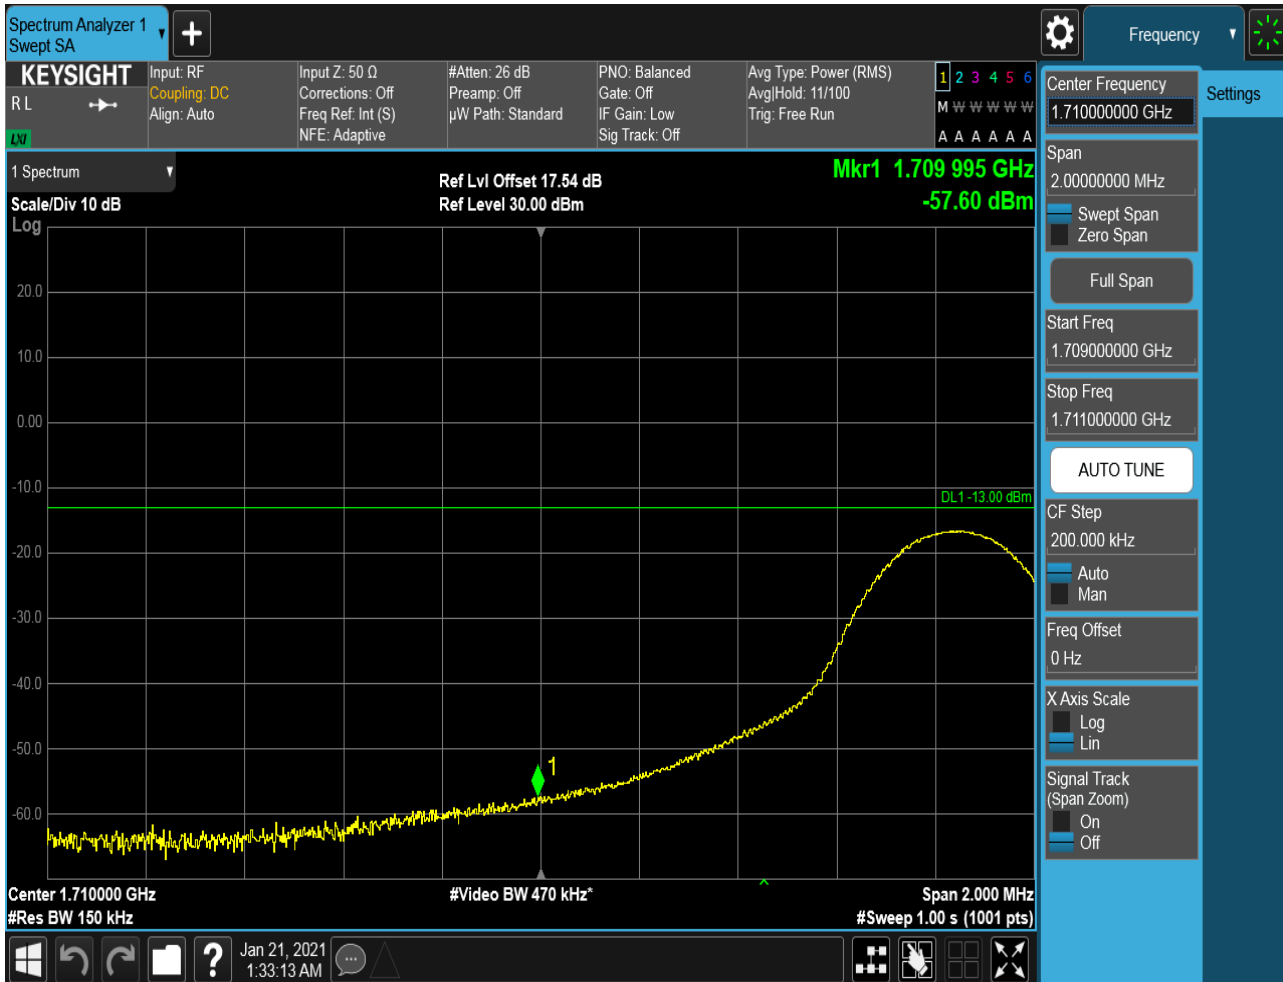 Spectrum Analyzer 1
Swept SA
Frequency
KEYSIGHT
R L
LXI
Input: RF
Coupling: DC
Align: Auto
Input Z: 50 Ω
Corrections: Off
Freq Ref: Int (S)
NFE: Adaptive
#Atten: 26 dB
Preamp: Off
µW Path: Standard
PNO: Balanced
Gate: Off
IF Gain: Low
Sig Track: Off
Avg Type: Power (RMS)
Avg|Hold: 11/100
Trig: Free Run
1 2 3 4 5 6
M W W W W W
A A A A A A
1 Spectrum
Scale/Div 10 dB
Log
Ref Lvl Offset 17.54 dB
Ref Level 30.00 dBm
Mkr1 1.709 995 GHz
-57.60 dBm
20.0
10.0
0.00
-10.0
DL1 -13.00 dBm
-20.0
-30.0
-40.0
-50.0
1
-60.0
Center 1.710000 GHz
#Res BW 150 kHz
#Video BW 470 kHz*
Span 2.000 MHz
#Sweep 1.00 s (1001 pts)
Jan 21, 2021
1:33:13 AM
Center Frequency
1.710000000 GHz
Settings
Span
2.00000000 MHz
Swept Span
Zero Span
Full Span
Start Freq
1.709000000 GHz
Stop Freq
1.711000000 GHz
AUTO TUNE
CF Step
200.000 kHz
Auto
Man
Freq Offset
0 Hz
X Axis Scale
Log
Lin
Signal Track
(Span Zoom)
On
Off